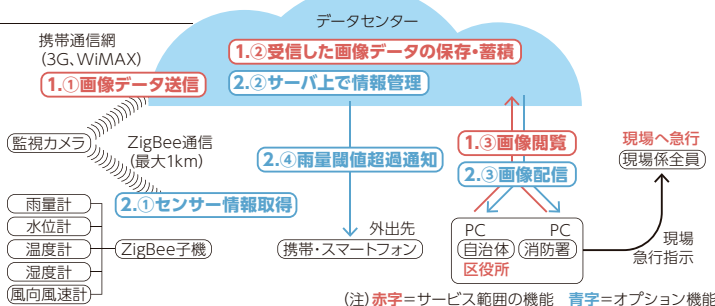 データセンター
携帯通信網
(3G、WiMAX)
1.②受信した画像データの保存・蓄積
1.①画像データ送信
2.②サーバ上で情報管理
監視カメラ
ZigBee通信
(最大1km)
2.④雨量閾値超過通知
1.③画像閲覧
2.③画像配信
現場へ急行
現場係全員
2.①センサー情報取得
雨量計
水位計
温度計
湿度計
風向風速計
ZigBee子機
外出先
携帯・スマートフォン
PC
PC
自治体
消防署
区役所
現場
急行指示
(注)赤字=サービス範囲の機能 青字=オプション機能